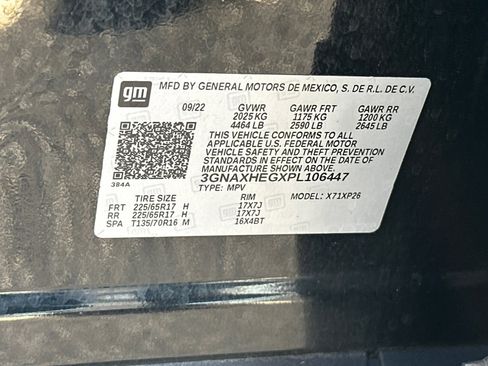 gm
MFD BY GENERAL MOTORS DE MEXICO, S. DE R.L. DE C.V.
09/22 GVWR GAWR FRT GAWR RR
2025 KG 1175 KG 1200 KG
4464 LB 2590 LB 2645 LB
THIS VEHICLE CONFORMS TO ALL
APPLICABLE U.S. FEDERAL MOTOR
VEHICLE SAFETY AND THEFT
PREVENTION STANDARDS IN EFFECT ON
THE DATE OF MANUFACTURE SHOWN ABOVE.
3GNAXHEGXPL106447
384A TYPE: MPV MODEL: X71XP26
TIRE SIZE RIM
FRT 225/65R17 H 17X7J
RR 225/65R17 H 17X7J
SPA T135/70R16 M 16X4BT